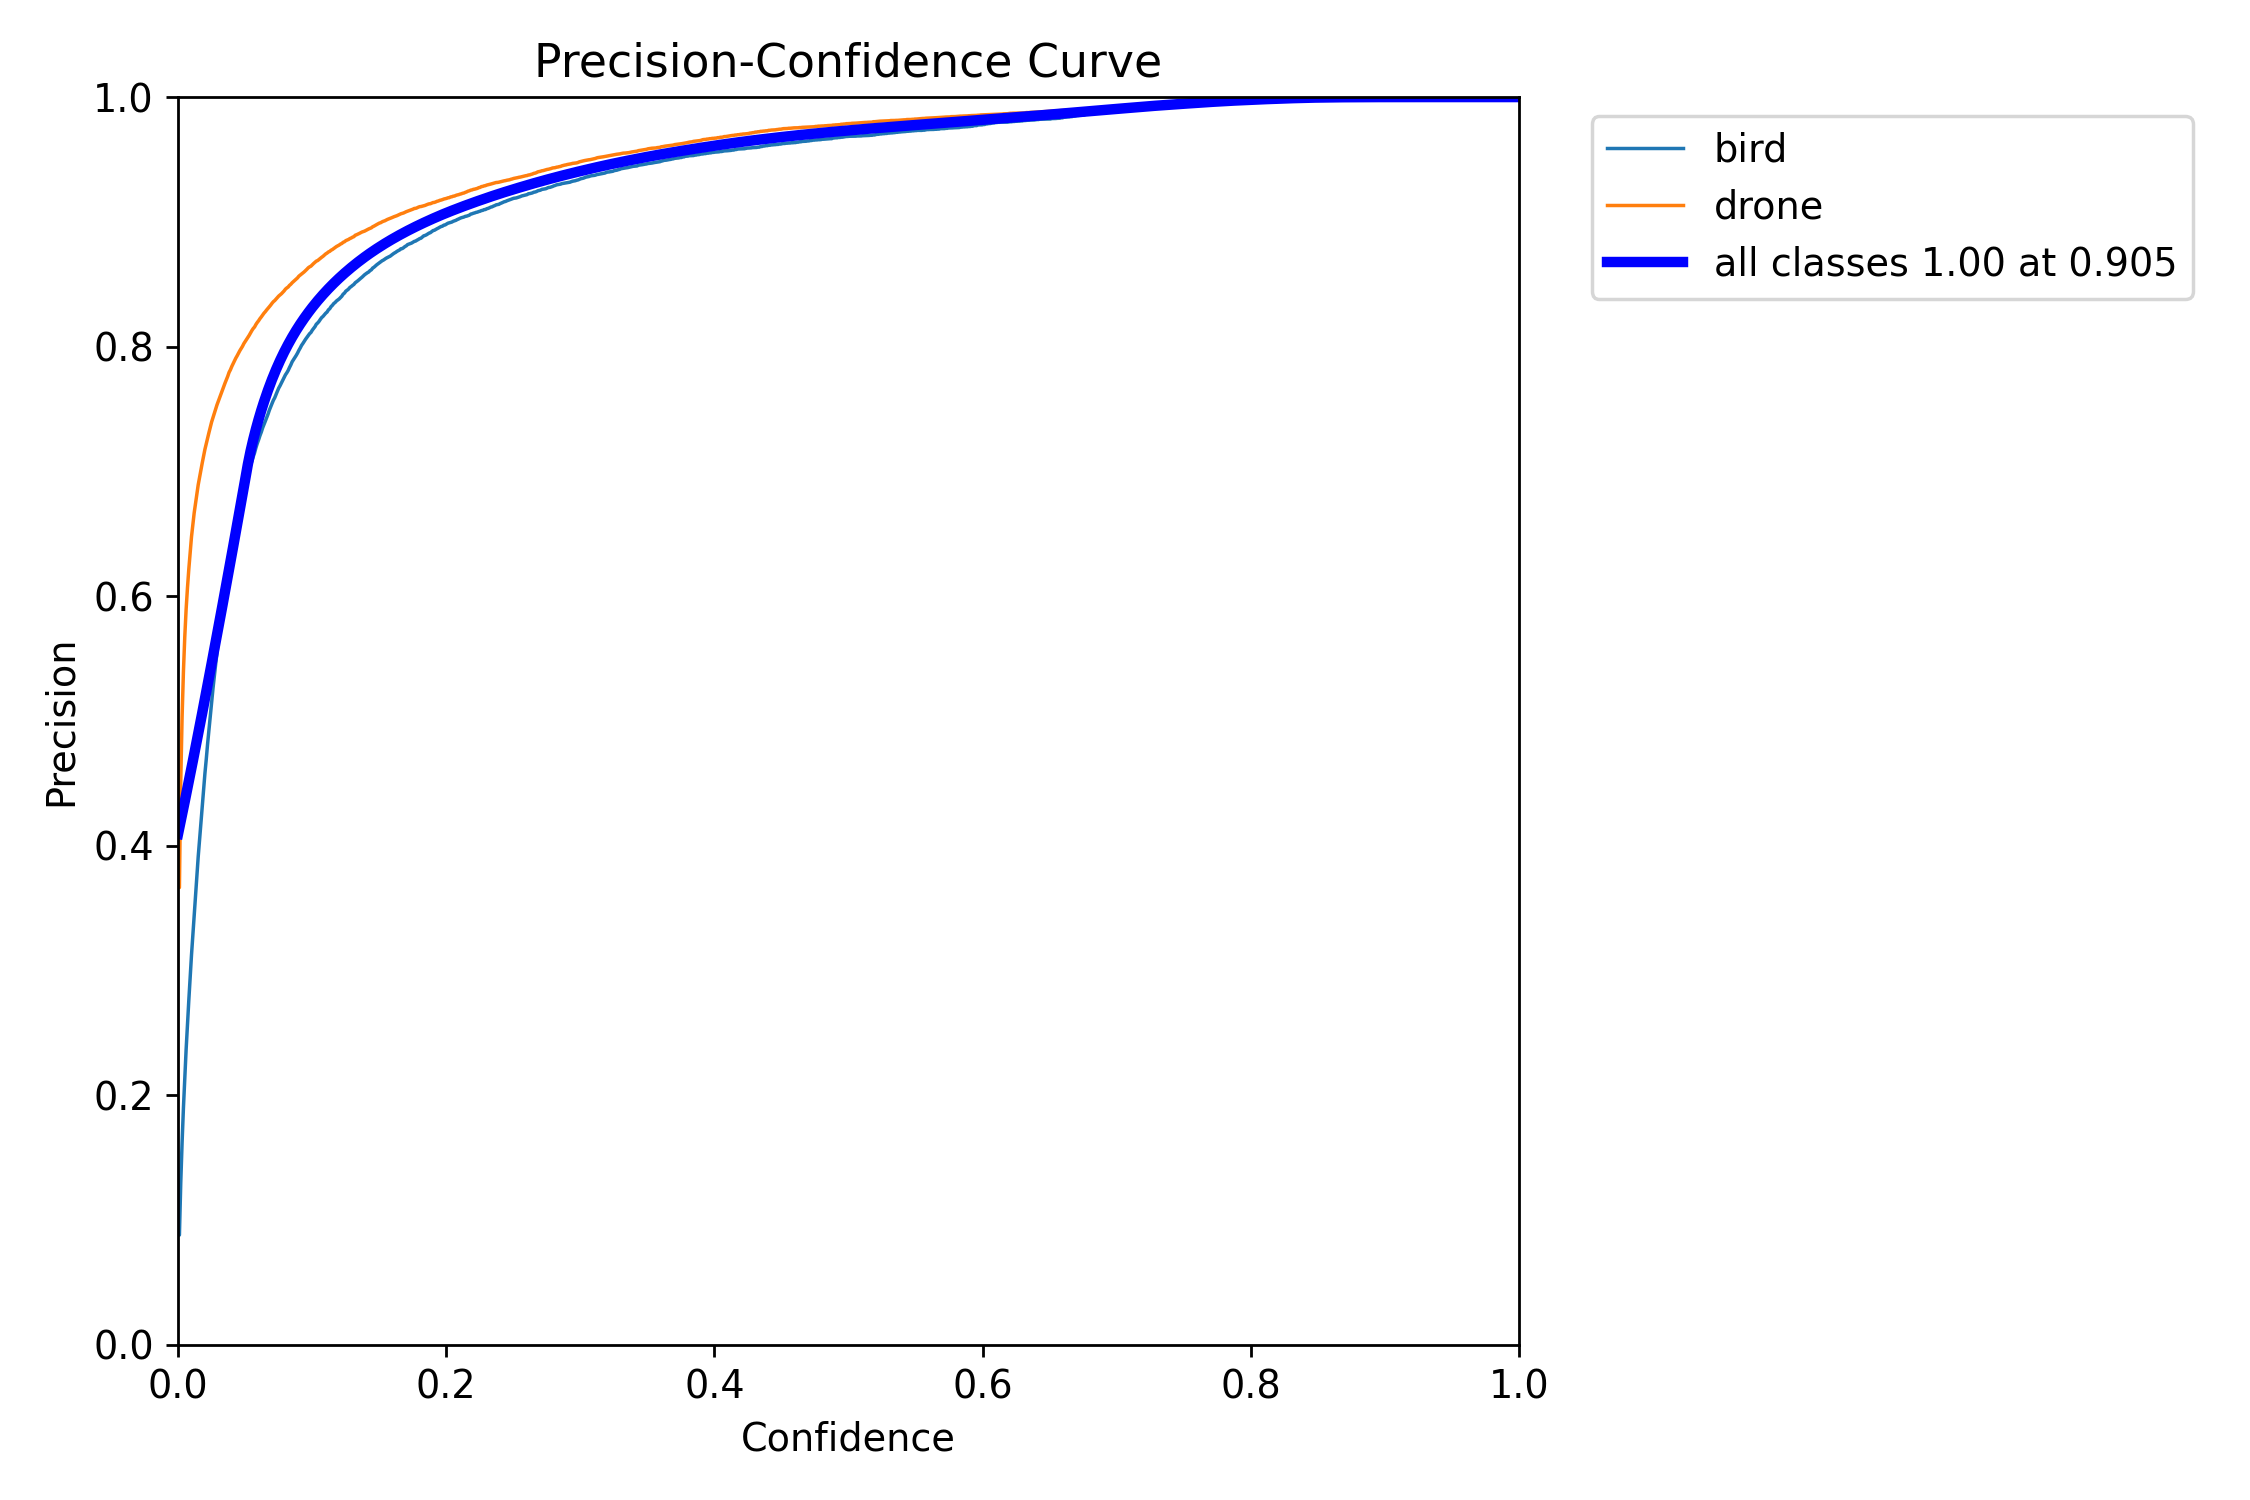 Precision-Confidence Curve
1.0
0.8
0.6
0.4
0.2
0.0
Precision
0.0 0.2 0.4 0.6 0.8 1.0
Confidence
bird
drone
all classes 1.00 at 0.905